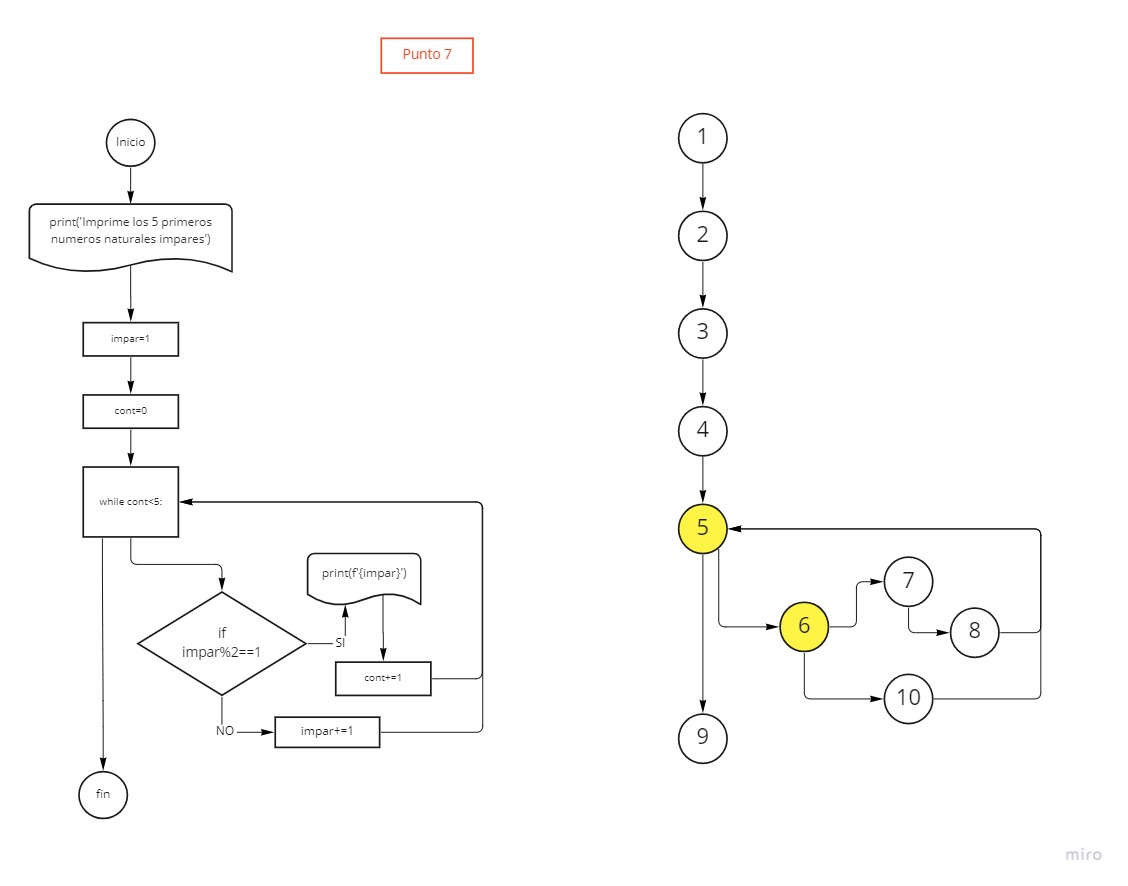 Punto 7
Inicio
print('Imprime los 5 primeros
numeros naturales impares')
impar=1
cont=0
while cont<5:
print(f'{impar}')
if
impar%2==1
SI
cont+=1
NO
impar+=1
fin
1
2
3
4
5
6
7
8
10
9
miro